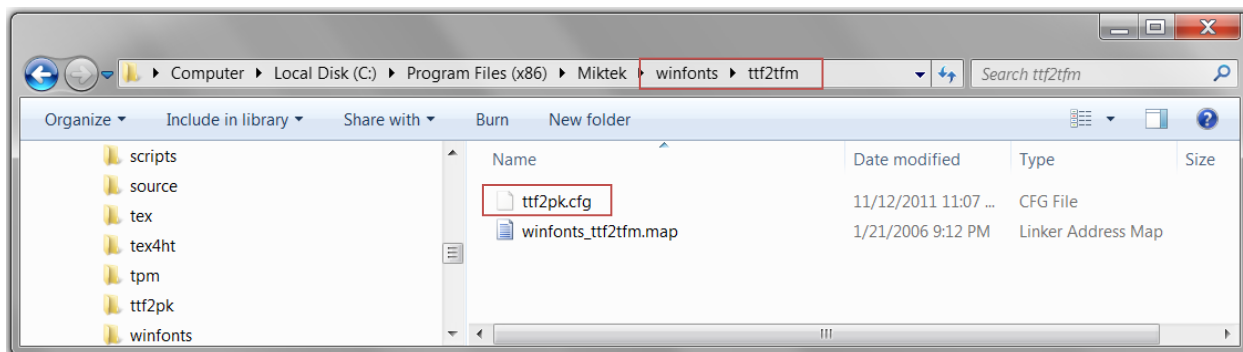 Computer Local Disk (C:) Program Files (x86) Miktek winfonts ttf2tfm Search ttf2tfm
Organize Include in library Share with Burn New folder
scripts
source
tex
tex4ht
tpm
ttf2pk
winfonts
Name Date modified Type Size
ttf2pk.cfg 11/12/2011 11:07 ... CFG File
winfonts_ttf2tfm.map 1/21/2006 9:12 PM Linker Address Map